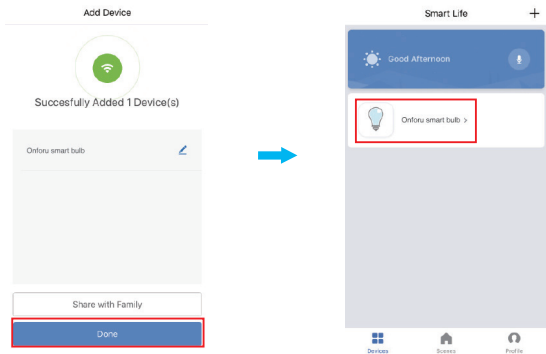 Add Device
Succesfully Added 1 Device(s)
Onforu smart bulb
Share with Family
Done
Smart Life
+
Good Afternoon
Onforu smart bulb >
Devices
Scenes
Profile